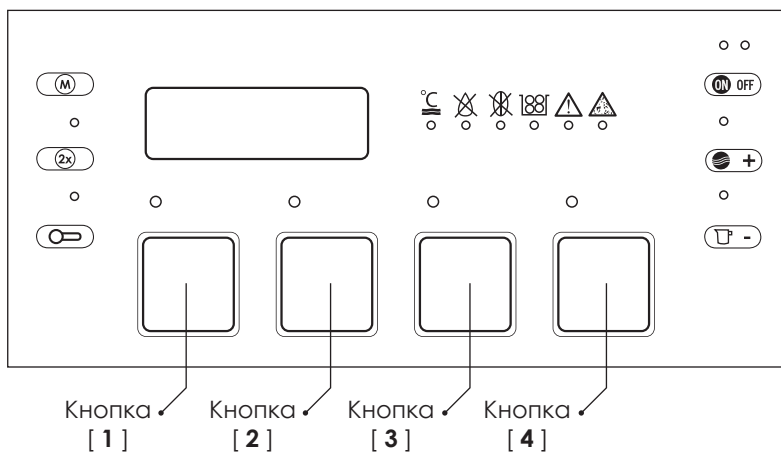 M
°C
ON OFF
2x
+
-
Кнопка Кнопка Кнопка Кнопка
[ 1 ] [ 2 ] [ 3 ] [ 4 ]